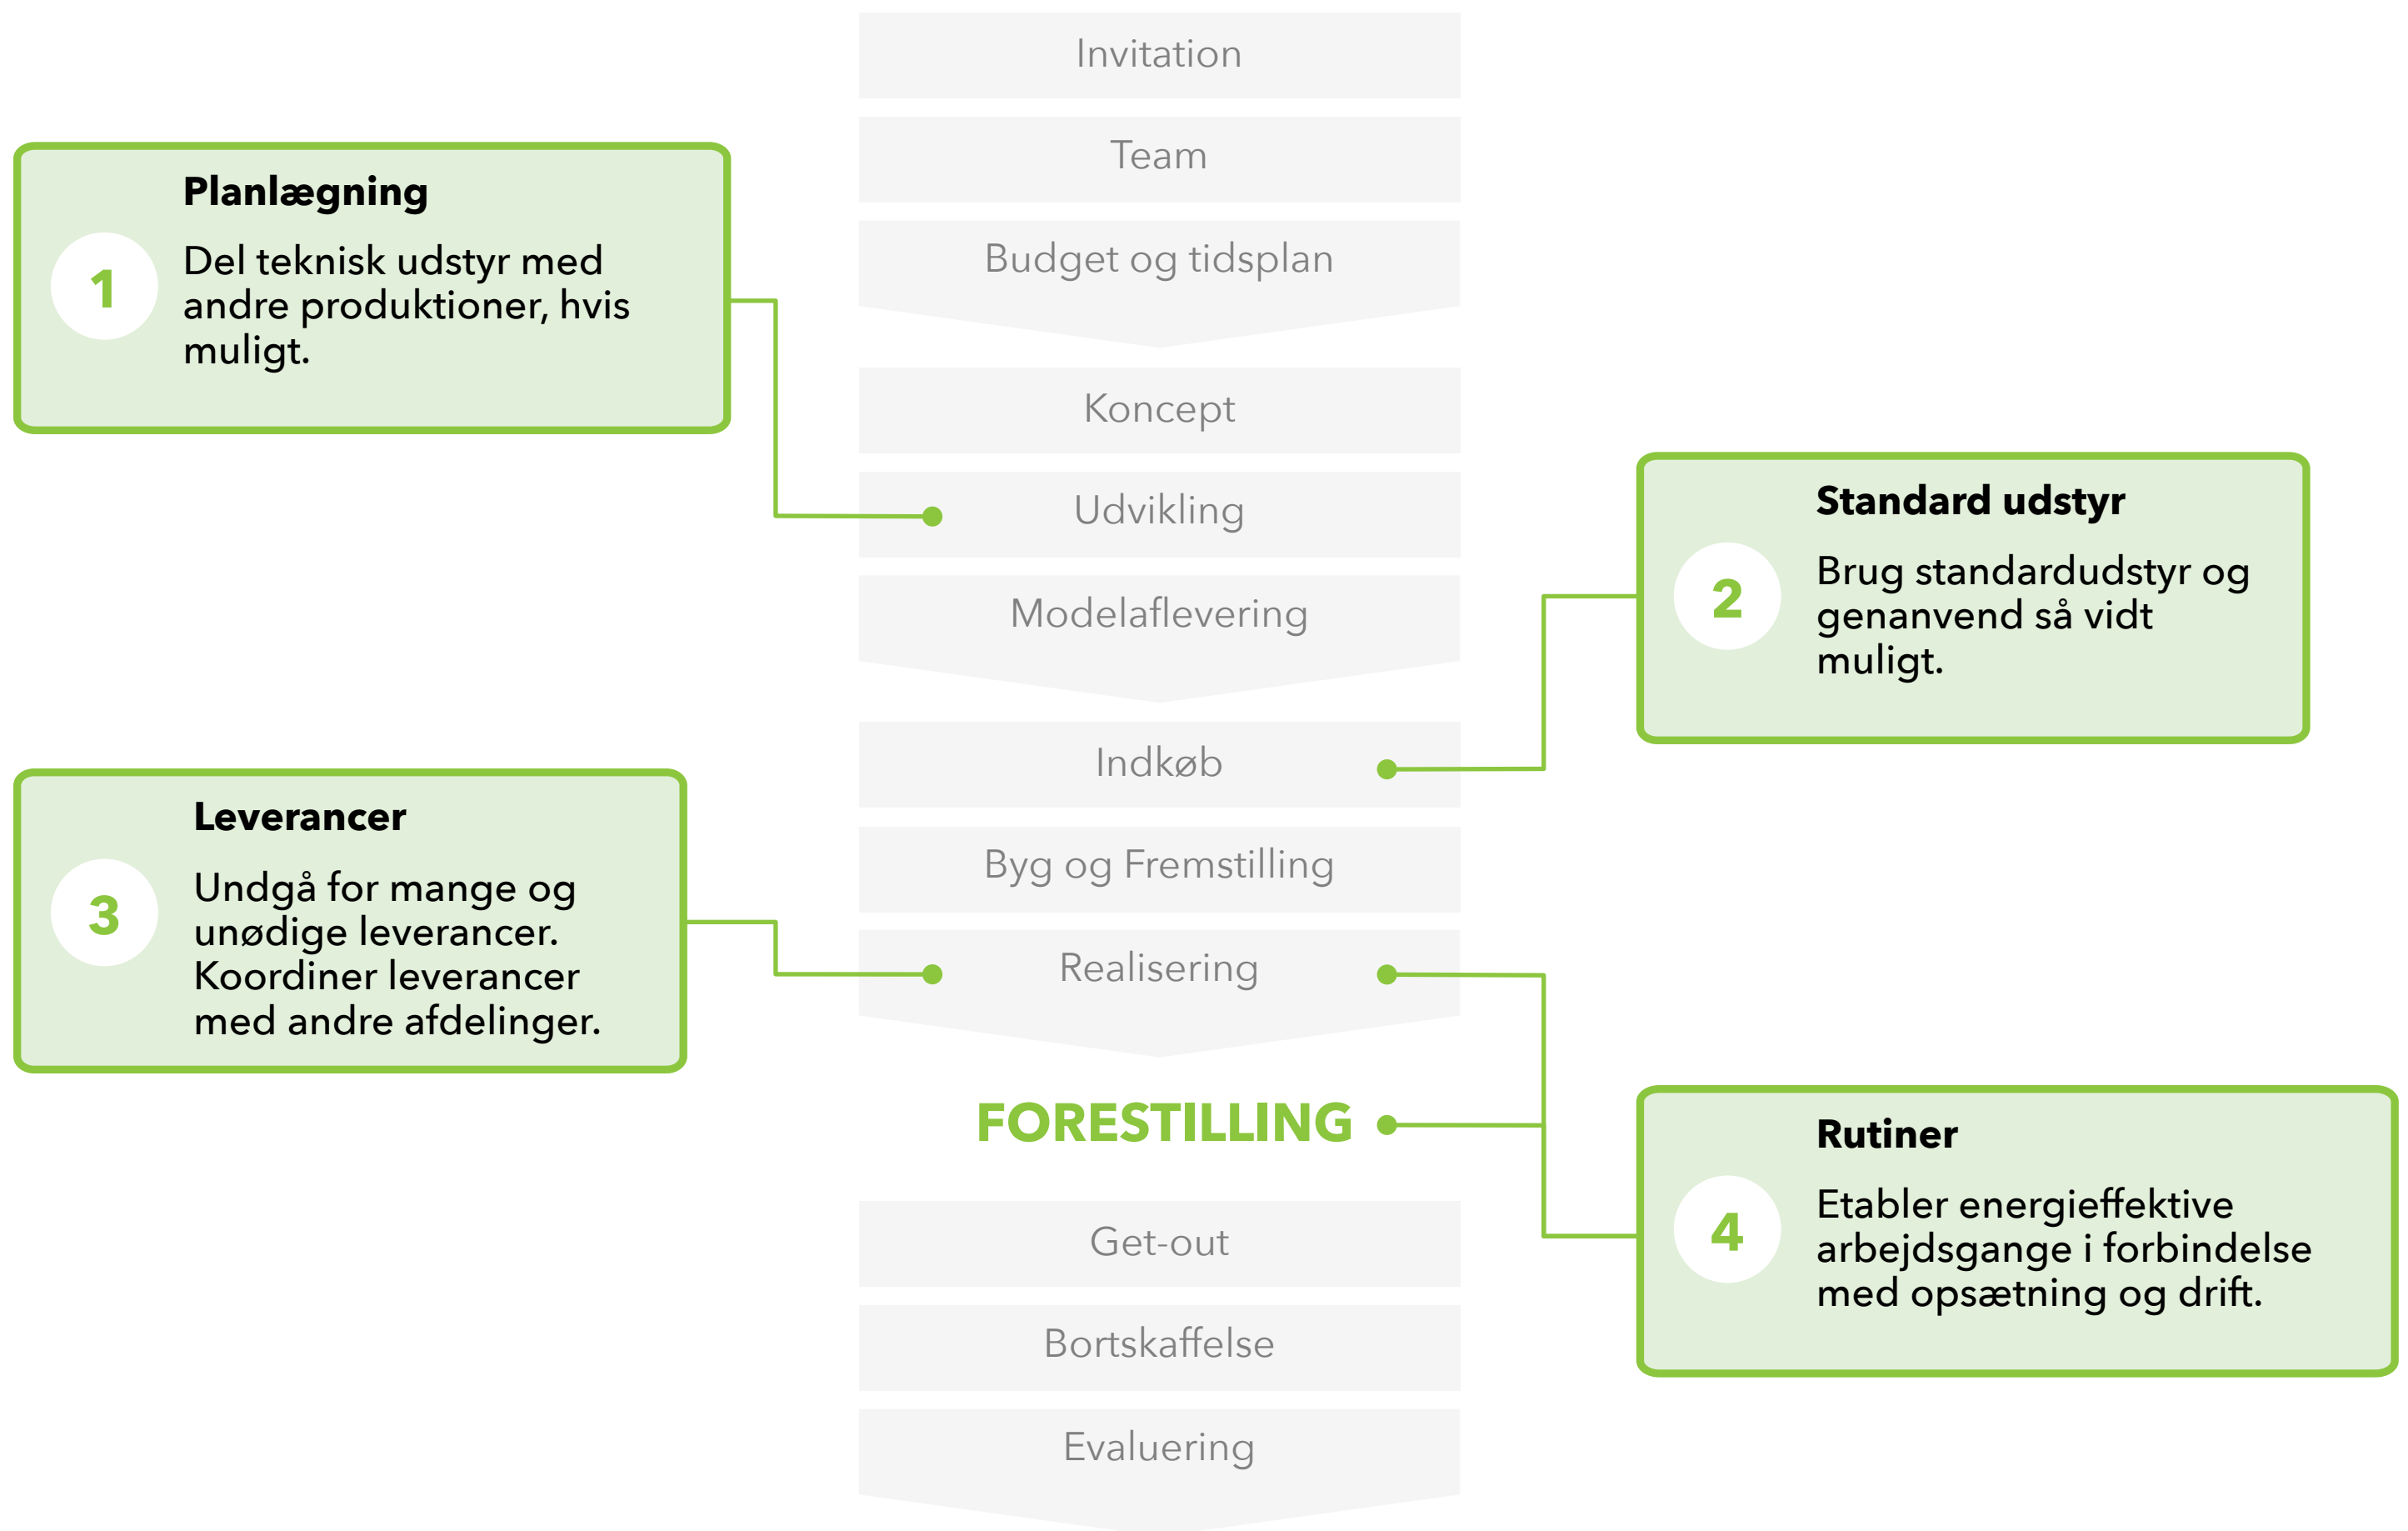 Invitation
Team
Budget og tidsplan
Koncept
Udvikling
Modelaflevering
Indkøb
Byg og Fremstilling
Realisering
FORESTILLING
Get-out
Bortskaffelse
Evaluering
1
Planlægning
Del teknisk udstyr med
andre produktioner, hvis
muligt.
2
Standard udstyr
Brug standardudstyr og
genanvend så vidt
muligt.
3
Leverancer
Undgå for mange og
unødige leverancer.
Koordiner leverancer
med andre afdelinger.
4
Rutiner
Etabler energieffektive
arbejdsgange i forbindelse
med opsætning og drift.